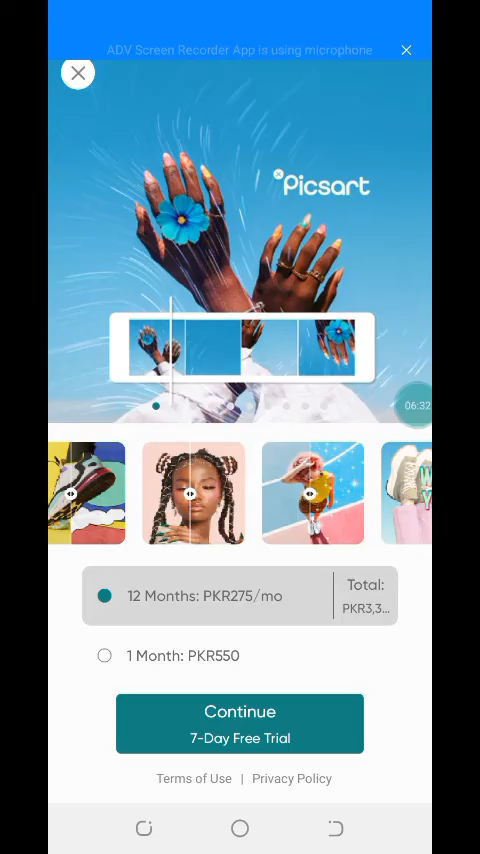 ADV Screen Recorder App is using microphone
Picsart
06:32
12 Months: PKR275/mo
Total:
PKR3,3...
1 Month: PKR550
Continue
7-Day Free Trial
Terms of Use | Privacy Policy